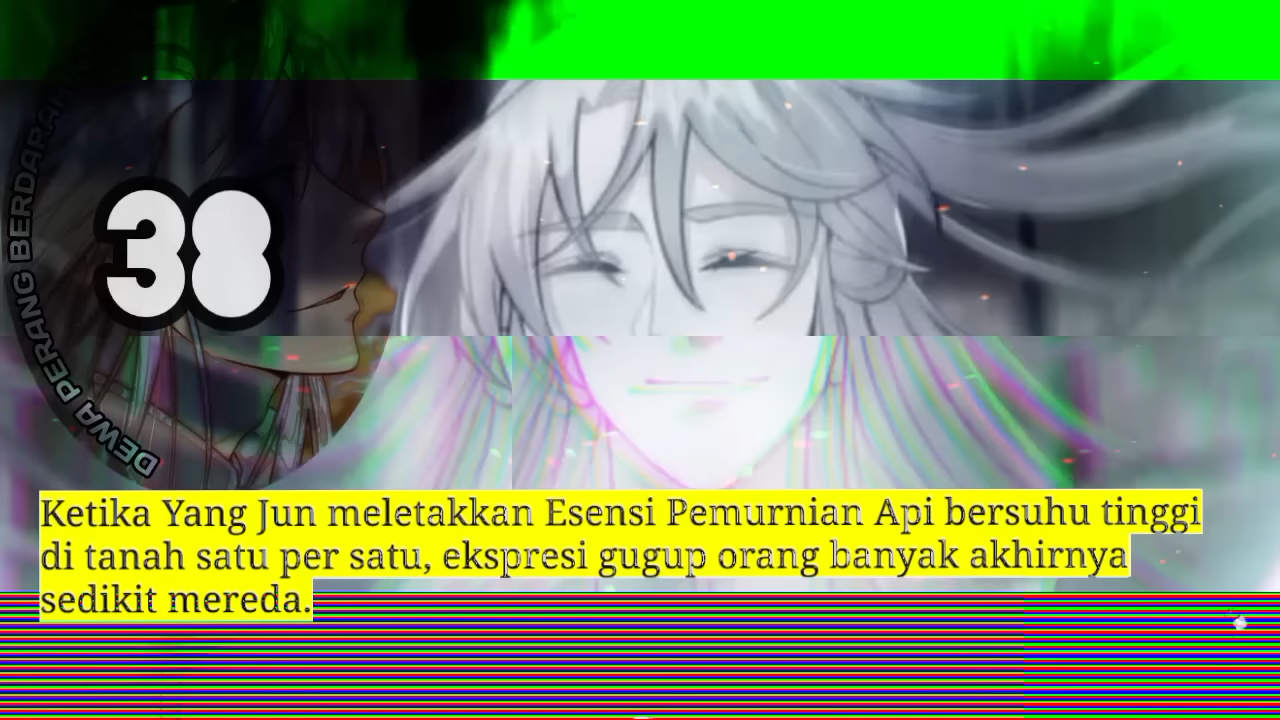 DEWA PERANG BERDARAH
38
Ketika Yang Jun meletakkan Esensi Pemurnian Api bersuhu tinggi
di tanah satu per satu, ekspresi gugup orang banyak akhirnya
sedikit mereda.